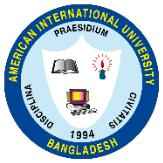 AMERICAN INTERNATIONAL UNIVERSITY
PRAESIDIUM
DISCIPLINA
CIVITATIS
1994
BANGLADESH